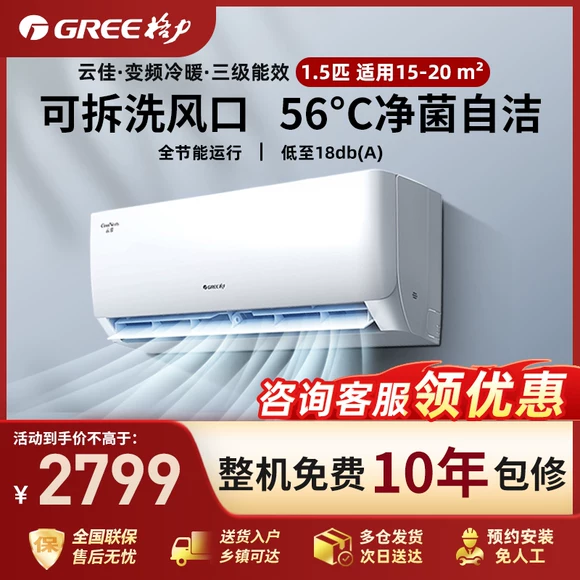 GREE格力
云佳·变频冷暖·三级能效 1.5匹 适用15-20 m²
可拆洗风口 56°C净菌自洁
全节能运行 | 低至18db(A)
GREE格力
咨询客服领优惠
活动到手价不高于:
¥2799
整机免费10年包修
保
全国联保
售后无忧
送货入户
乡镇可达
多仓发货
次日送达
预约安装
免人工